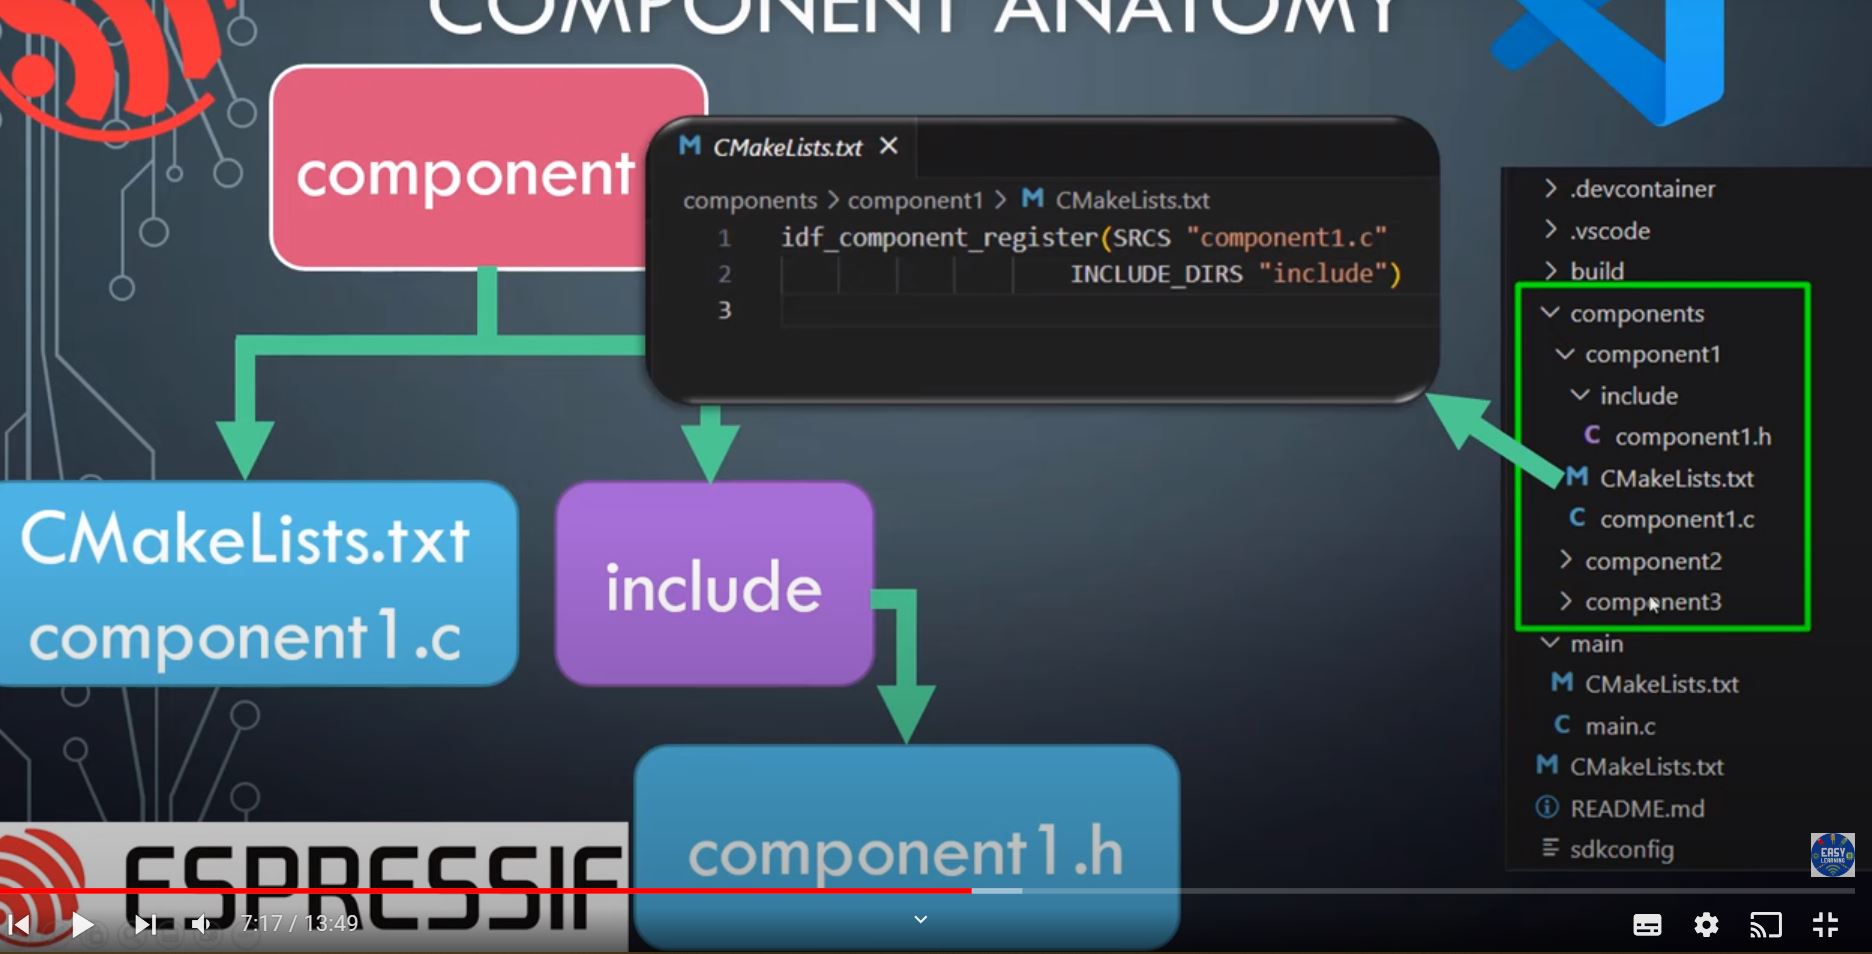 COMPONENT ANATOMY
component
CMakeLists.txt
components > component1 > CMakeLists.txt
1 idf_component_register(SRCS "component1.c"
2 INCLUDE_DIRS "include")
3
CMakeLists.txt
component1.c
include
component1.h
.devcontainer
.vscode
build
components
component1
include
component1.h
CMakeLists.txt
component1.c
component2
component3
main
CMakeLists.txt
main.c
CMakeLists.txt
README.md
sdkconfig
EASY
LEARNING
ESPRESSIF
7:17 / 13:49